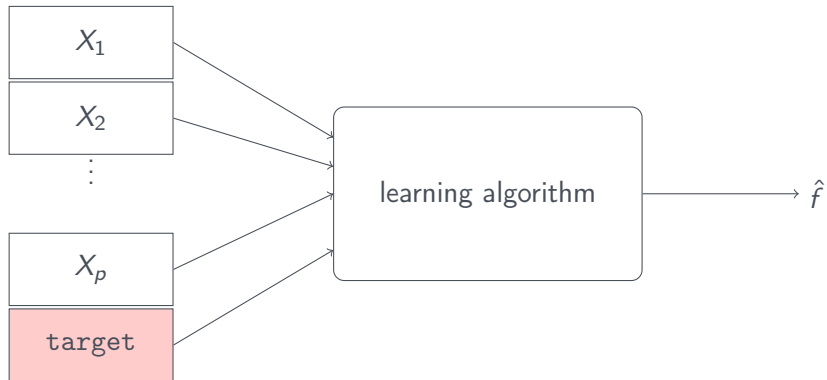 X₁
X₂
⋮
Xₚ
target
learning algorithm
f̂